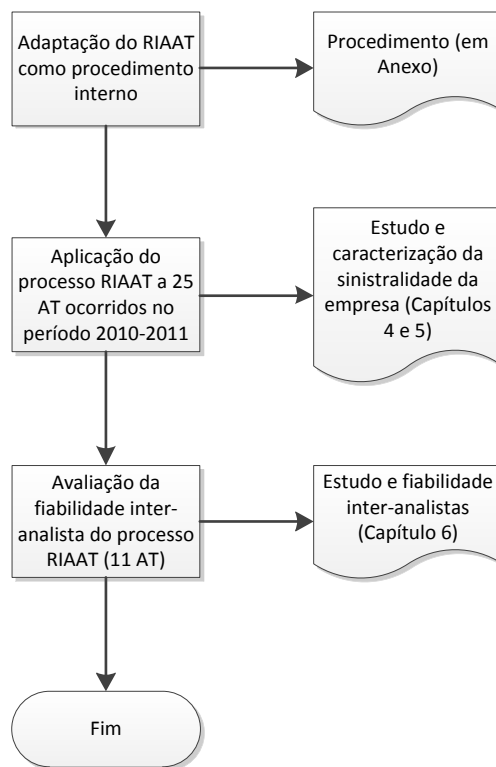 Adaptação do RIAAT
como procedimento
interno
Procedimento (em
Anexo)
Aplicação do
processo RIAAT a 25
AT ocorridos no
período 2010-2011
Estudo e
caracterização da
sinistralidade da
empresa (Capítulos
4 e 5)
Avaliação da
fiabilidade inter-
analista do processo
RIAAT (11 AT)
Estudo e fiabilidade
inter-analistas
(Capítulo 6)
Fim